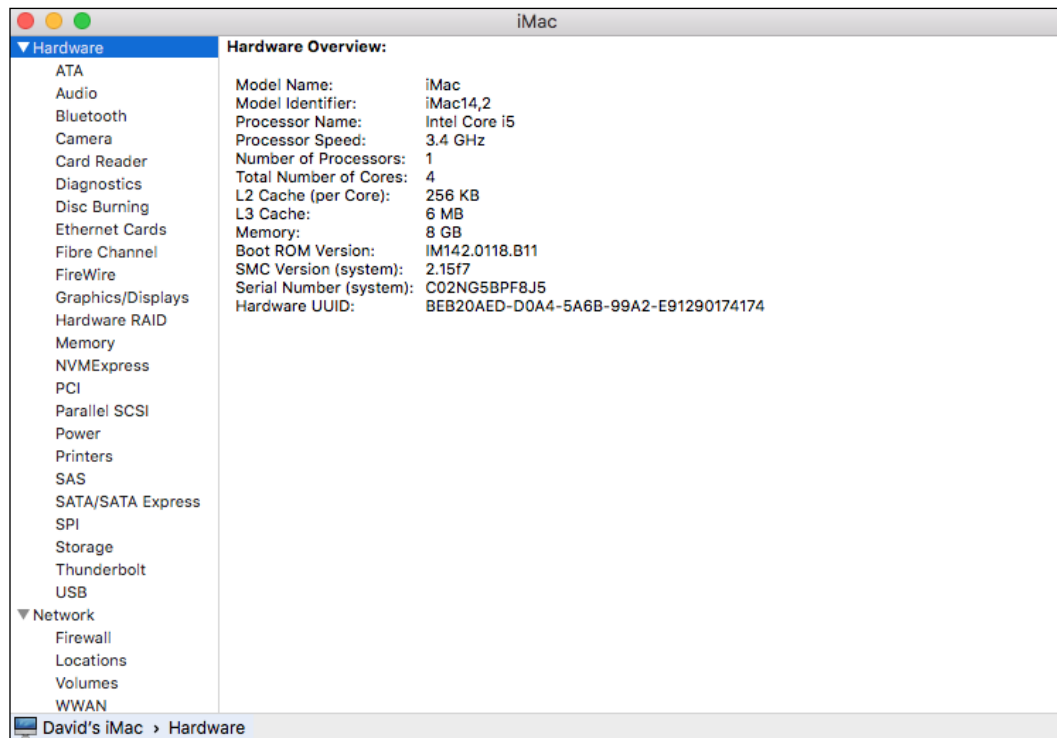 iMac
Hardware
ATA
Audio
Bluetooth
Camera
Card Reader
Diagnostics
Disc Burning
Ethernet Cards
Fibre Channel
FireWire
Graphics/Displays
Hardware RAID
Memory
NVMExpress
PCI
Parallel SCSI
Power
Printers
SAS
SATA/SATA Express
SPI
Storage
Thunderbolt
USB
Network
Firewall
Locations
Volumes
WWAN
Hardware Overview:
Model Name: iMac
Model Identifier: iMac14,2
Processor Name: Intel Core i5
Processor Speed: 3.4 GHz
Number of Processors: 1
Total Number of Cores: 4
L2 Cache (per Core): 256 KB
L3 Cache: 6 MB
Memory: 8 GB
Boot ROM Version: IM142.0118.B11
SMC Version (system): 2.15f7
Serial Number (system): C02NG5BPF8J5
Hardware UUID: BEB20AED-D0A4-5A6B-99A2-E91290174174
David's iMac › Hardware